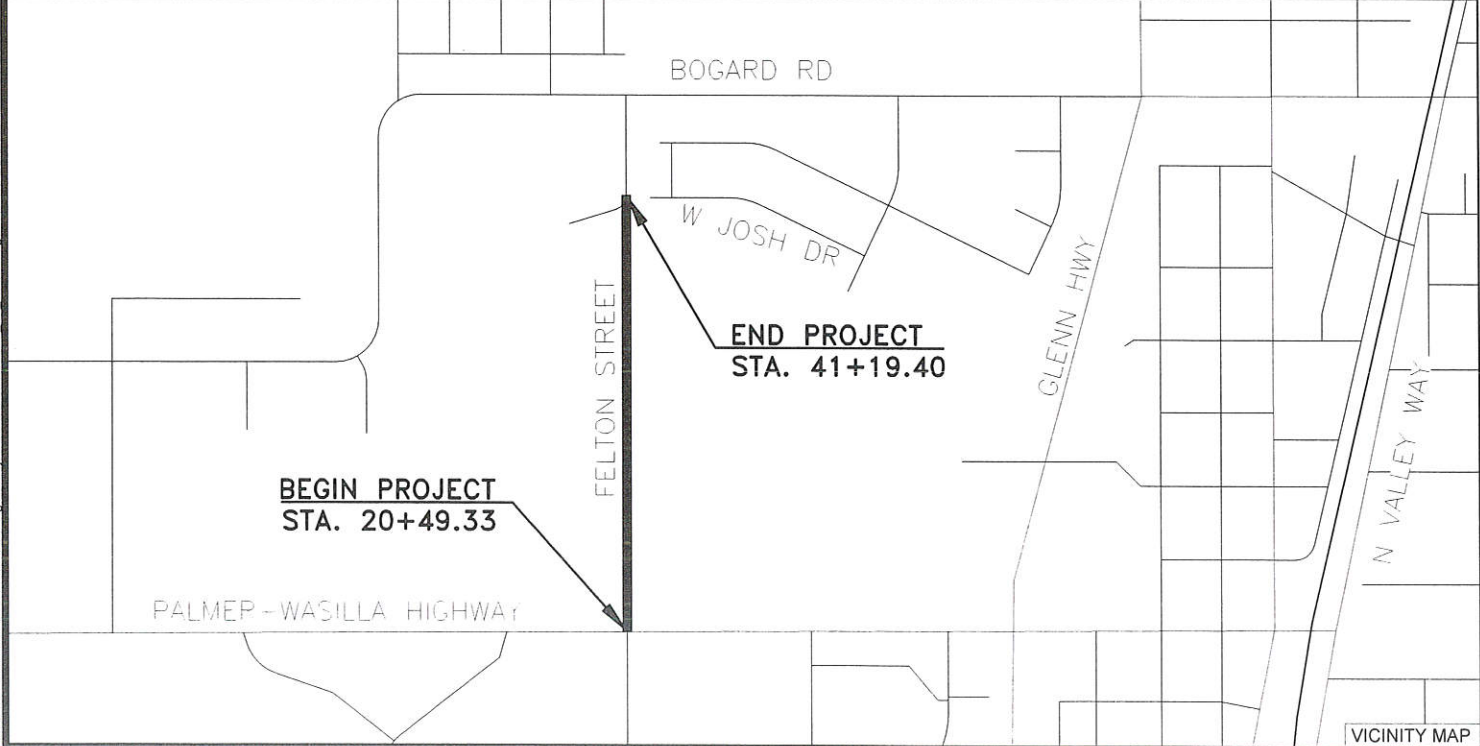 BOGARD RD
W JOSH DR
FELTON STREET
END PROJECT
STA. 41+19.40
GLENN HWY
N VALLEY WAY
BEGIN PROJECT
STA. 20+49.33
PALMER-WASILLA HIGHWAY
VICINITY MAP